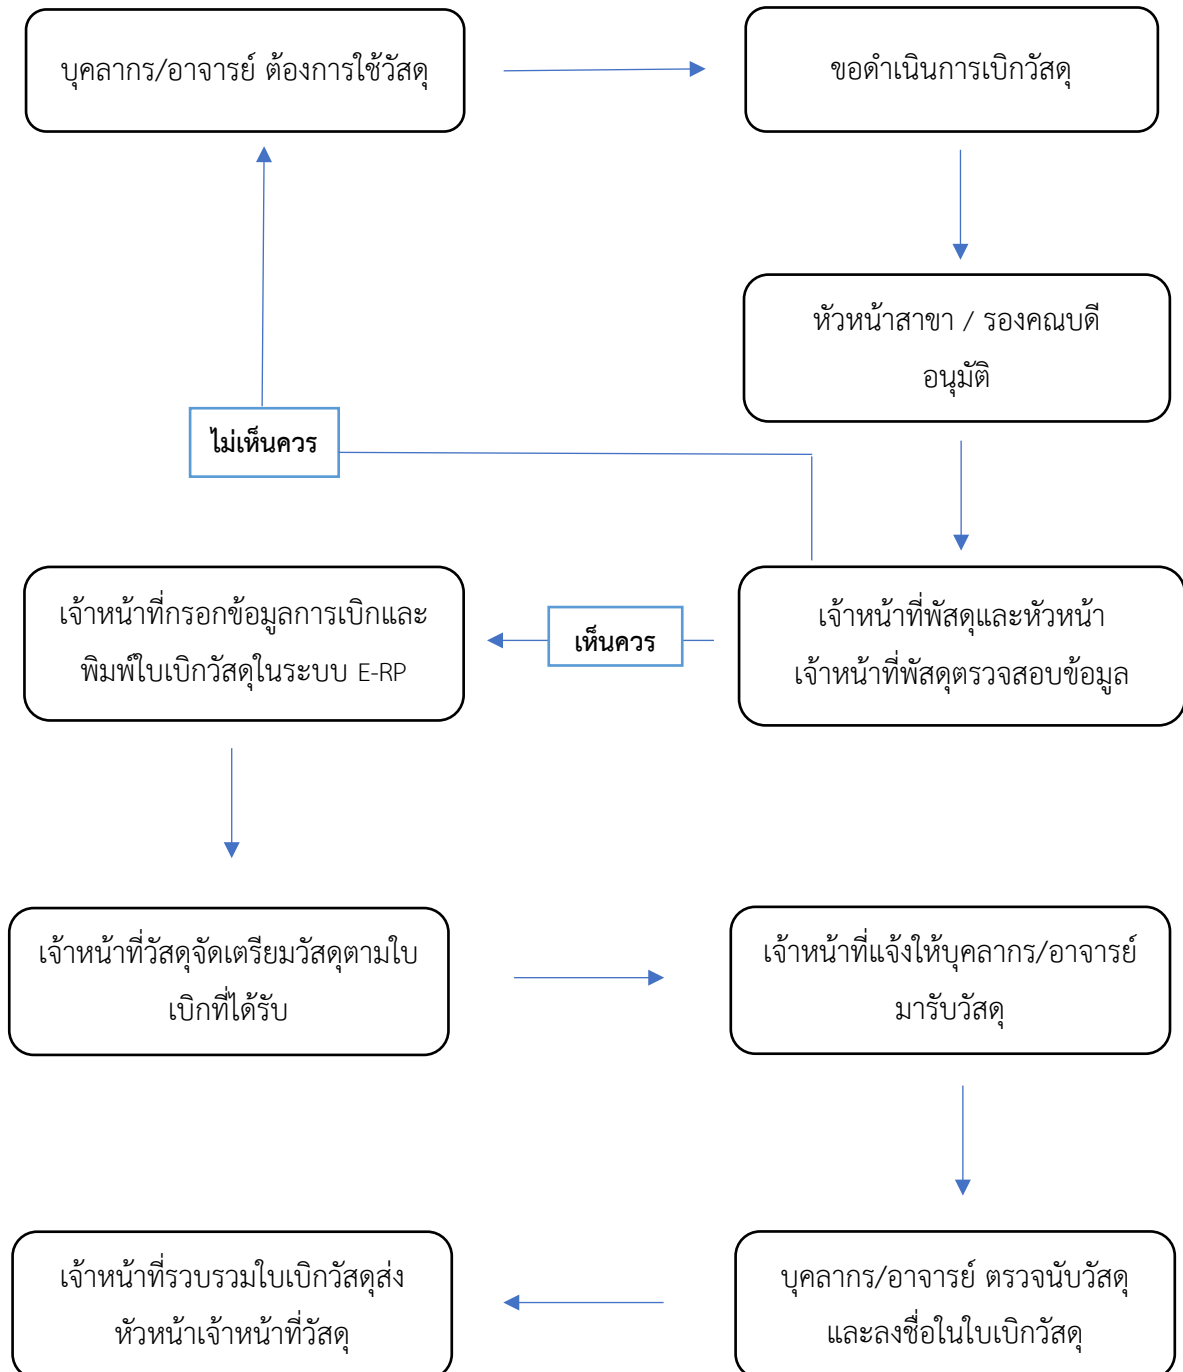 บุคลากร/อาจารย์ ต้องการใช้วัสดุ
ขอดำเนินการเบิกวัสดุ
หัวหน้าสาขา / รองคณบดี
อนุมัติ
ไม่เห็นควร
เจ้าหน้าที่พัสดุและหัวหน้า
เจ้าหน้าที่พัสดุตรวจสอบข้อมูล
เห็นควร
เจ้าหน้าที่กรอกข้อมูลการเบิกและ
พิมพ์ใบเบิกวัสดุในระบบ E-RP
เจ้าหน้าที่วัสดุจัดเตรียมวัสดุตามใบ
เบิกที่ได้รับ
เจ้าหน้าที่แจ้งให้บุคลากร/อาจารย์
มารับวัสดุ
บุคลากร/อาจารย์ ตรวจนับวัสดุ
และลงชื่อในใบเบิกวัสดุ
เจ้าหน้าที่รวบรวมใบเบิกวัสดุส่ง
หัวหน้าเจ้าหน้าที่วัสดุ